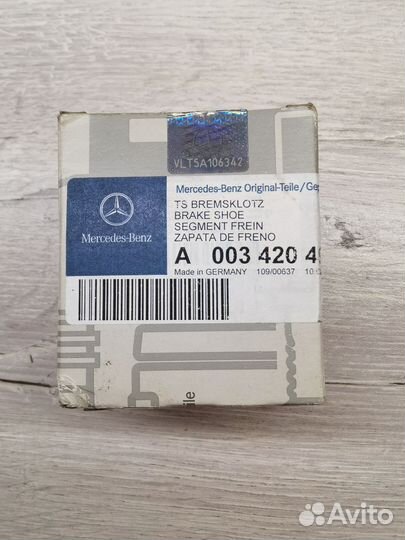 VLT5A106342
Mercedes-Benz Original-Teile/Ge
Mercedes-Benz
TS BREMSKLOTZ
BRAKE SHOE
SEGMENT FREIN
ZAPATA DE FRENO
A 003 420 4
Made in GERMANY 109/00637 10
Avito